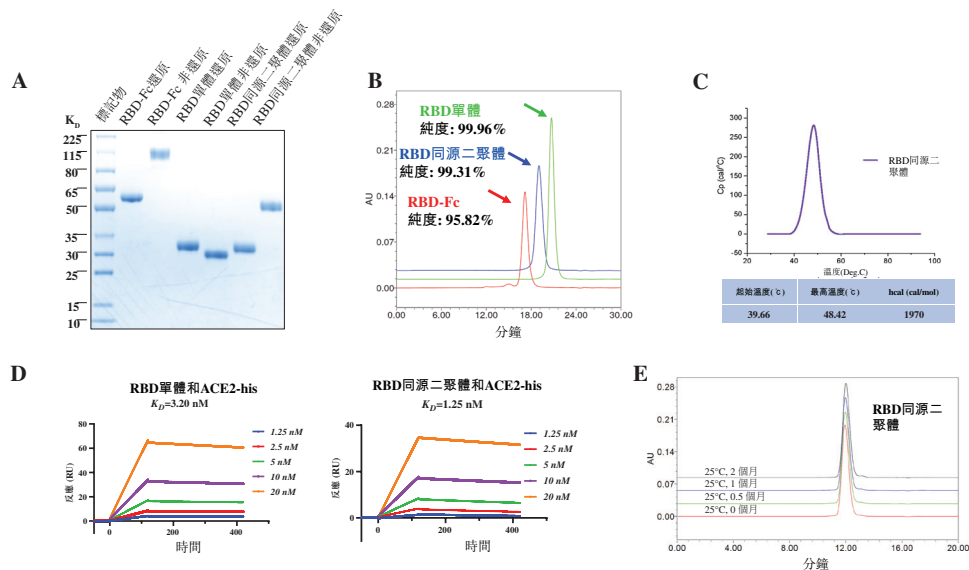 A
標記物
RBD-Fc還原
RBD-Fc 非還原
RBD單體還原
RBD單體非還原
RBD同源二聚體還原
RBD同源二聚體非還原
KD
225
115
80
65
50
35
30
25
15
10
B
0.28
0.21
0.14
0.07
0.00
AU
RBD單體
純度: 99.96%
RBD同源二聚體
純度: 99.31%
RBD-Fc
純度: 95.82%
0.00 6.00 12.00 18.00 24.00 30.00
分鐘
C
300
250
200
150
100
50
0
-50
Cp (cal/°C)
RBD同源二
聚體
20 40 60 80 100
溫度(Deg.C)
起始溫度(℃) 最高溫度(℃) hcal (cal/mol)
39.66 48.42 1970
D
RBD單體和ACE2-his
KD=3.20 nM
80
60
40
20
0
反應 (RU)
1.25 nM
2.5 nM
5 nM
10 nM
20 nM
0 200 400
時間
RBD同源二聚體和ACE2-his
KD=1.25 nM
40
20
0
反應 (RU)
1.25 nM
2.5 nM
5 nM
10 nM
20 nM
0 200 400
時間
E
0.28
0.21
0.14
0.07
0.00
AU
RBD同源二
聚體
25°C, 2 個月
25°C, 1 個月
25°C, 0.5 個月
25°C, 0 個月
0.00 4.00 8.00 12.00 16.00 20.00
分鐘